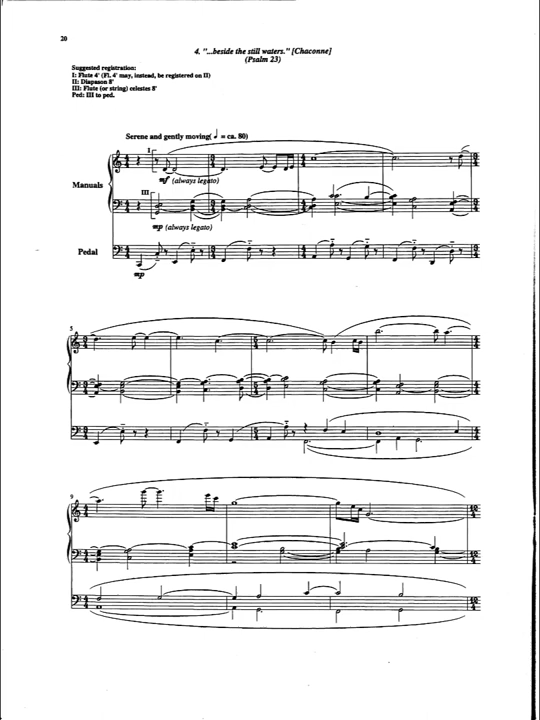 20
4. "...beside the still waters." [Chaconne]
(Psalm 23)
Suggested registration:
I: Flute 4' (Fl. 4' may, instead, be registered on II)
II: Diapason 8'
III: Flute (or string) celestes 8'
Ped: III to ped.
Serene and gently moving(♩ = ca. 80)
I
mf (always legato)
Manuals
III
mp (always legato)
Pedal
mp
5
9